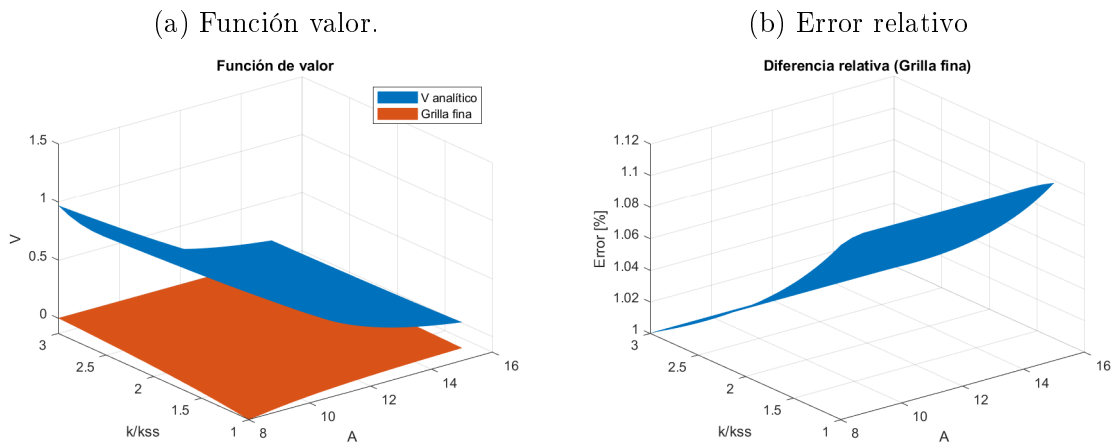 (a) Función valor.
(b) Error relativo
Función de valor
V analítico
Grilla fina
1.5
1
0.5
0
V
3
2.5
2
1.5
1
k/kss
8
10
12
14
16
A
Diferencia relativa (Grilla fina)
1.12
1.1
1.08
1.06
1.04
1.02
1
Error [%]
3
2.5
2
1.5
1
k/kss
8
10
12
14
16
A